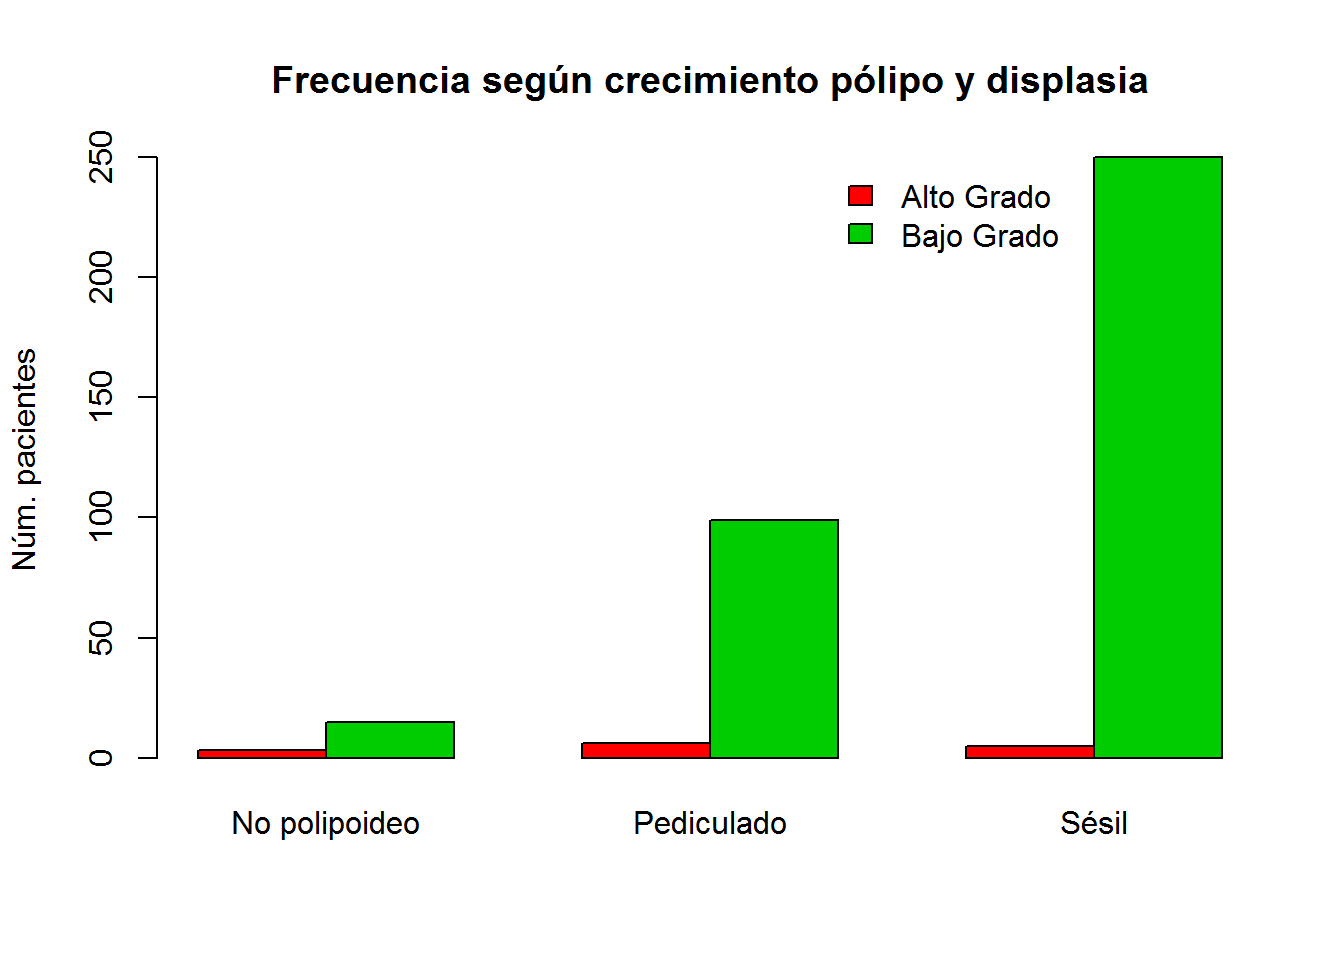 Frecuencia según crecimiento pólipo y displasia
Alto Grado
Bajo Grado
Núm. pacientes
250
200
150
100
50
0
No polipoideo
Pediculado
Sésil